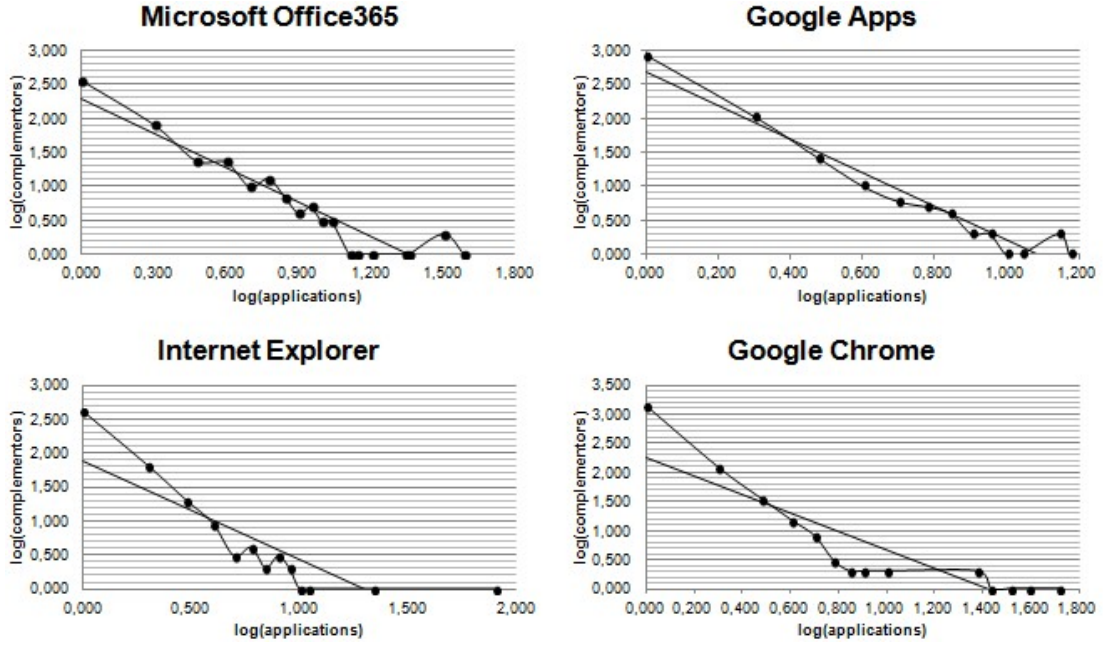 Microsoft Office365
3,000
2,500
2,000
1,500
1,000
0,500
0,000
log(complementors)
0,000 0,300 0,600 0,900 1,200 1,500 1,800
log(applications)
Google Apps
3,000
2,500
2,000
1,500
1,000
0,500
0,000
log(complementors)
0,000 0,200 0,400 0,600 0,800 1,000 1,200
log(applications)
Internet Explorer
3,000
2,500
2,000
1,500
1,000
0,500
0,000
log(complementors)
0,000 0,500 1,000 1,500 2,000
log(applications)
Google Chrome
3,500
3,000
2,500
2,000
1,500
1,000
0,500
0,000
log(complementors)
0,000 0,200 0,400 0,600 0,800 1,000 1,200 1,400 1,600 1,800
log(applications)